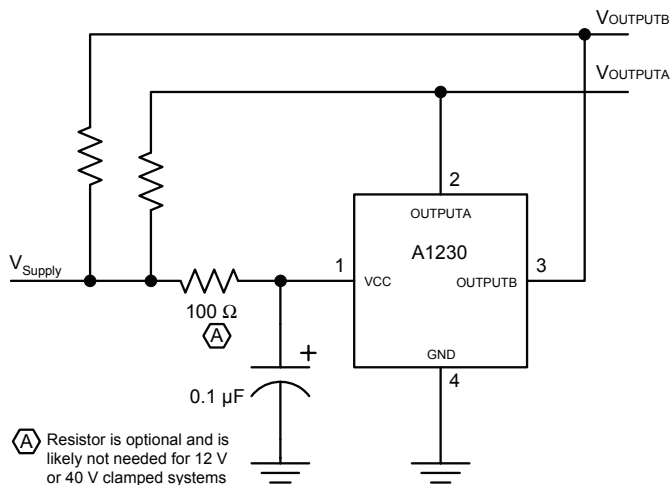 VOUTPUTB
VOUTPUTA
2
OUTPUTA
A1230
VSupply
1
VCC
OUTPUTB
3
100 Ω
A
+
GND
4
0.1 µF
A Resistor is optional and is
likely not needed for 12 V
or 40 V clamped systems